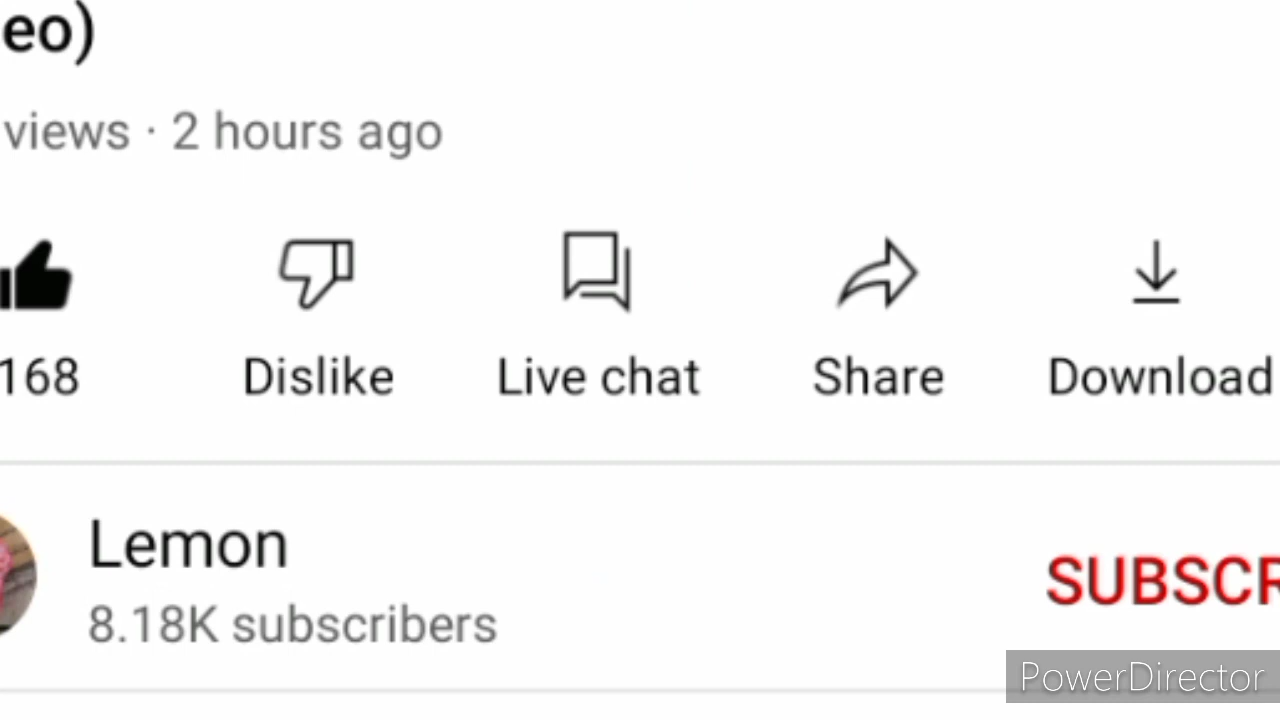 eo)
views · 2 hours ago
168 Dislike Live chat Share Download
Lemon
8.18K subscribers
SUBSCR
PowerDirector